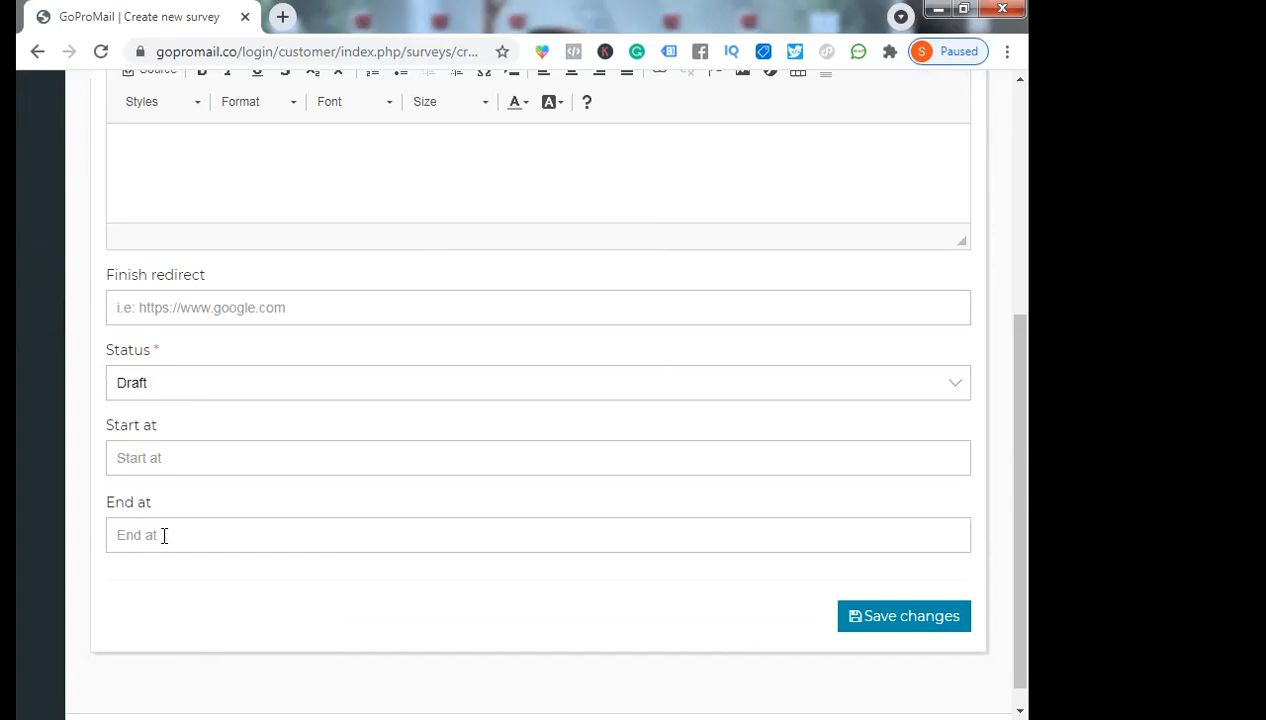 GoProMail | Create new survey
gopromail.co/login/customer/index.php/surveys/cr...
S Paused
Source
Styles Format Font Size A A ?
Finish redirect
i.e: https://www.google.com
Status *
Draft
Start at
Start at
End at
End at
Save changes